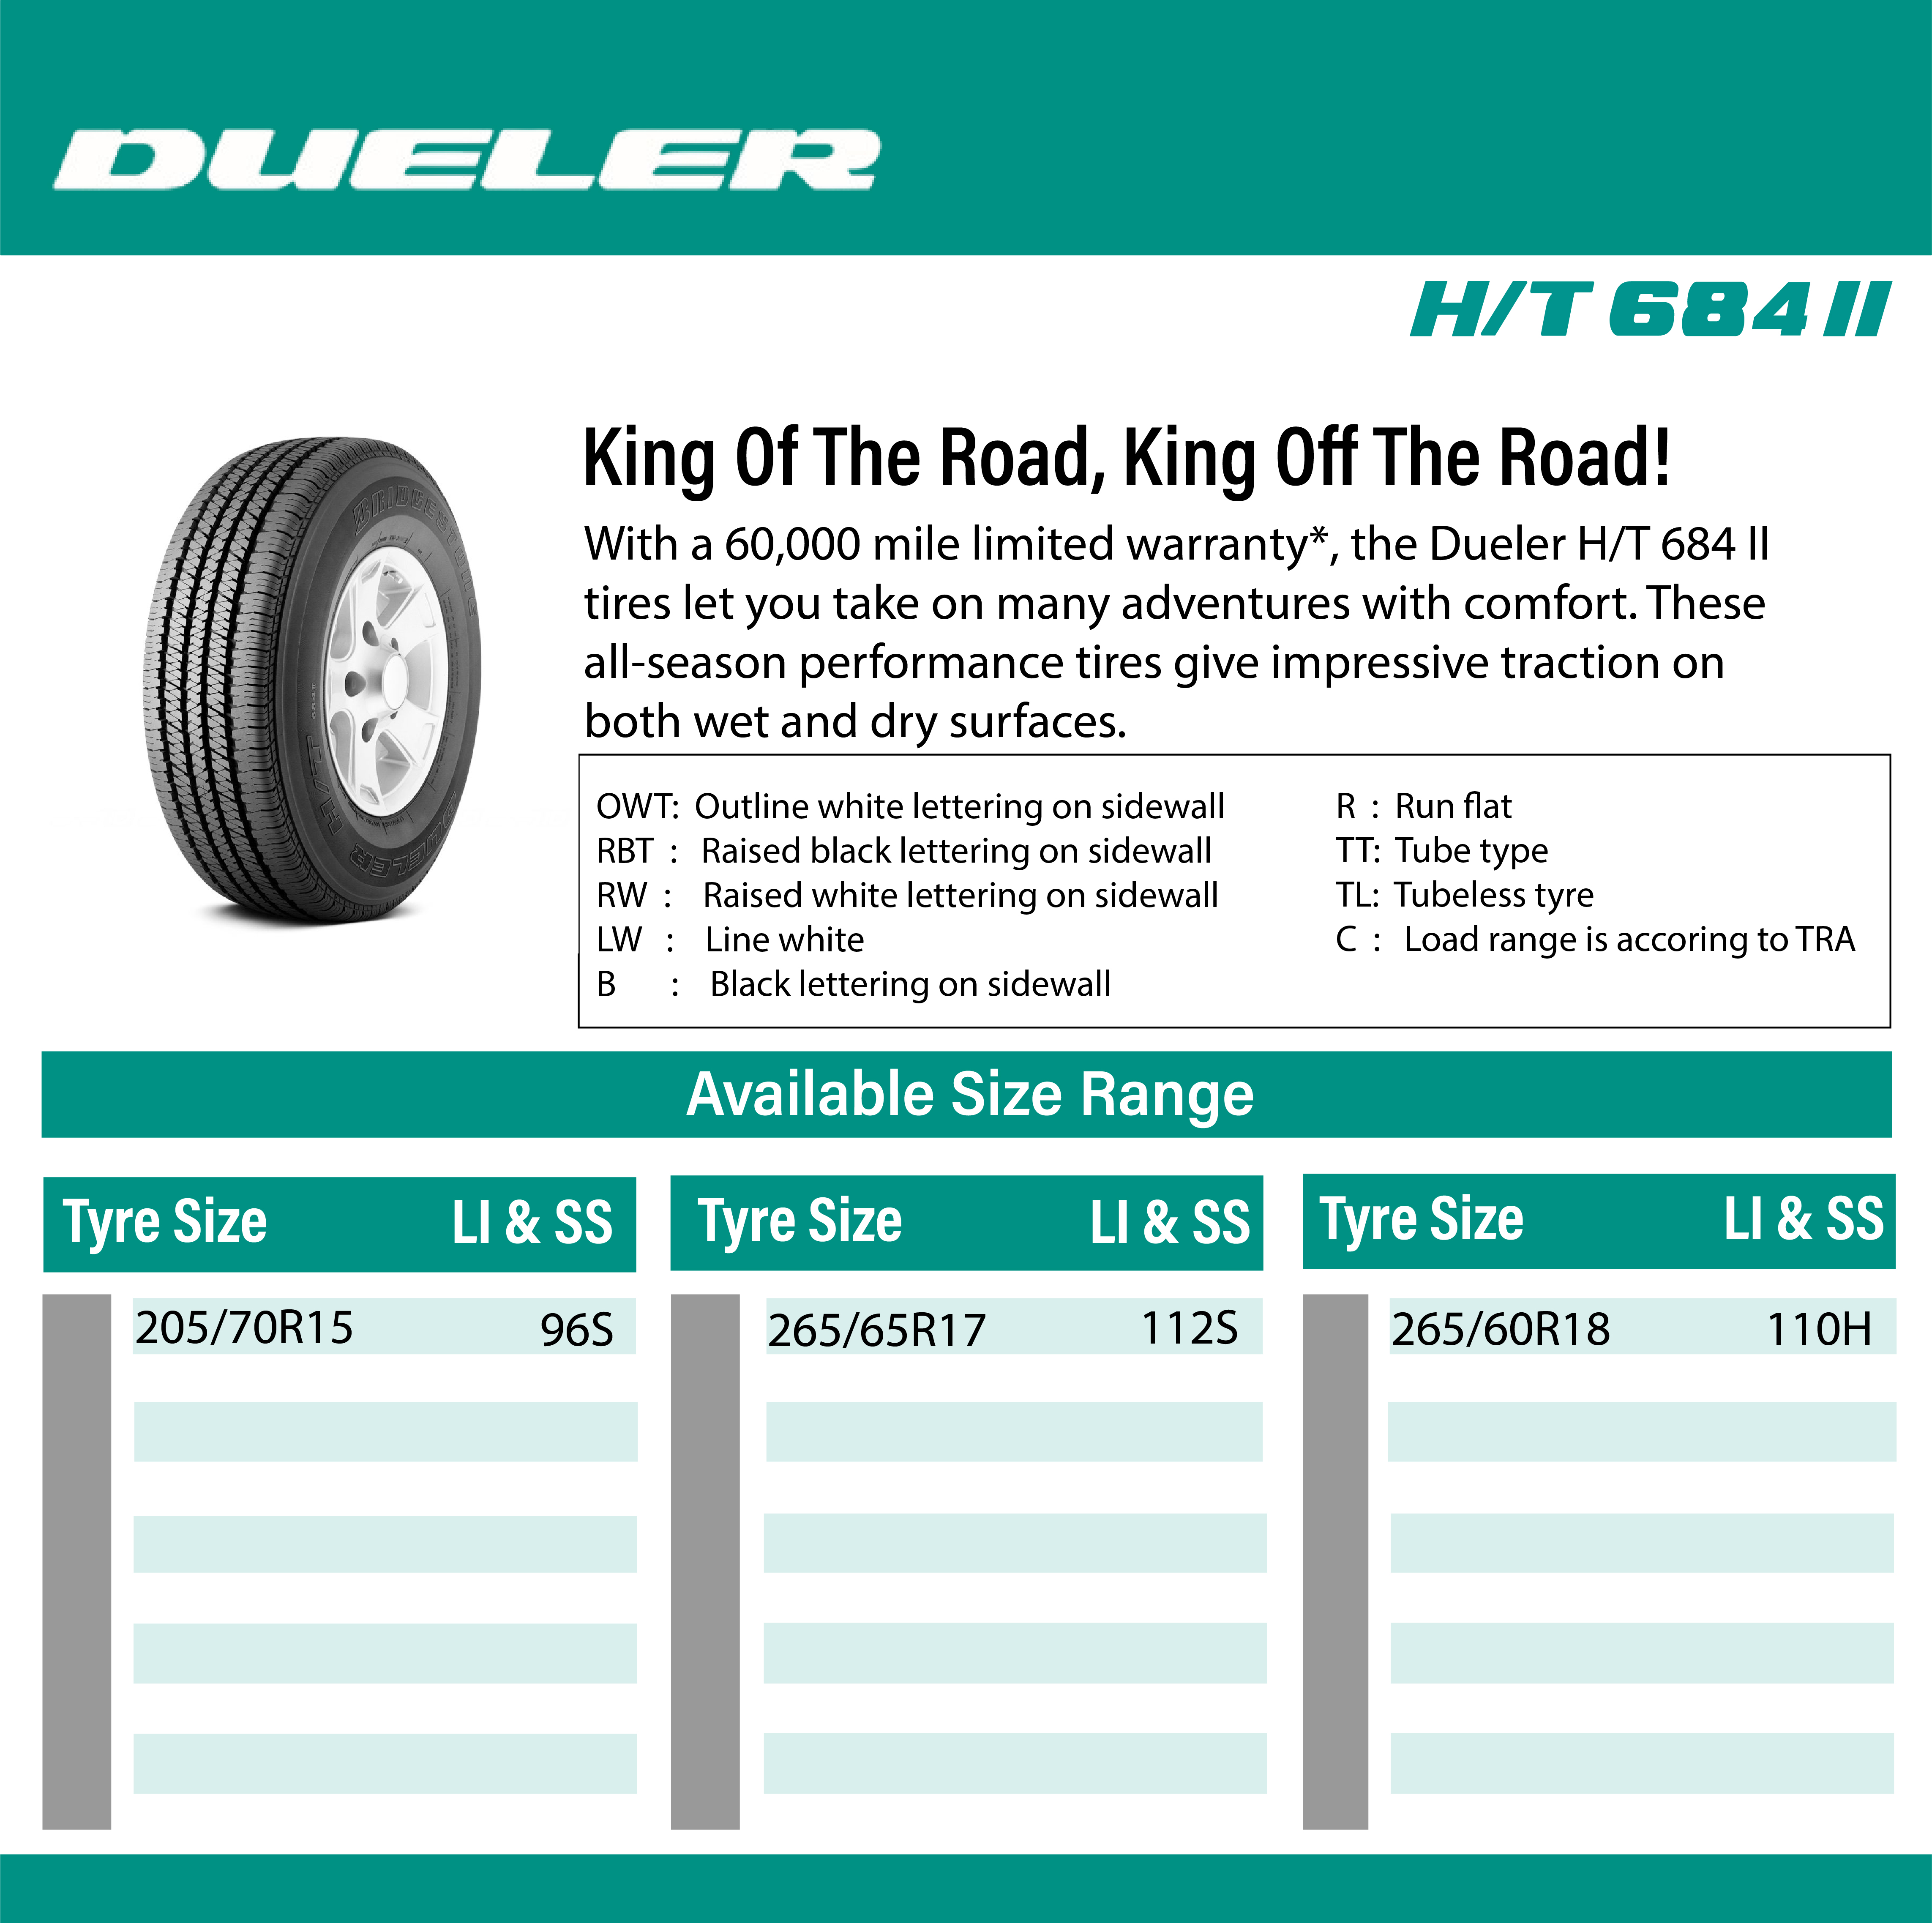 DUELER
H/T 684 II
King Of The Road, King Off The Road!
With a 60,000 mile limited warranty*, the Dueler H/T 684 II
tires let you take on many adventures with comfort. These
all-season performance tires give impressive traction on
both wet and dry surfaces.
BRIDGESTONE
684II
H/T
DUELER
OWT: Outline white lettering on sidewall
RBT : Raised black lettering on sidewall
RW : Raised white lettering on sidewall
LW : Line white
B : Black lettering on sidewall
R : Run flat
TT: Tube type
TL: Tubeless tyre
C : Load range is accoring to TRA
Available Size Range
Tyre Size LI & SS
205/70R15 96S
Tyre Size LI & SS
265/65R17 112S
Tyre Size LI & SS
265/60R18 110H